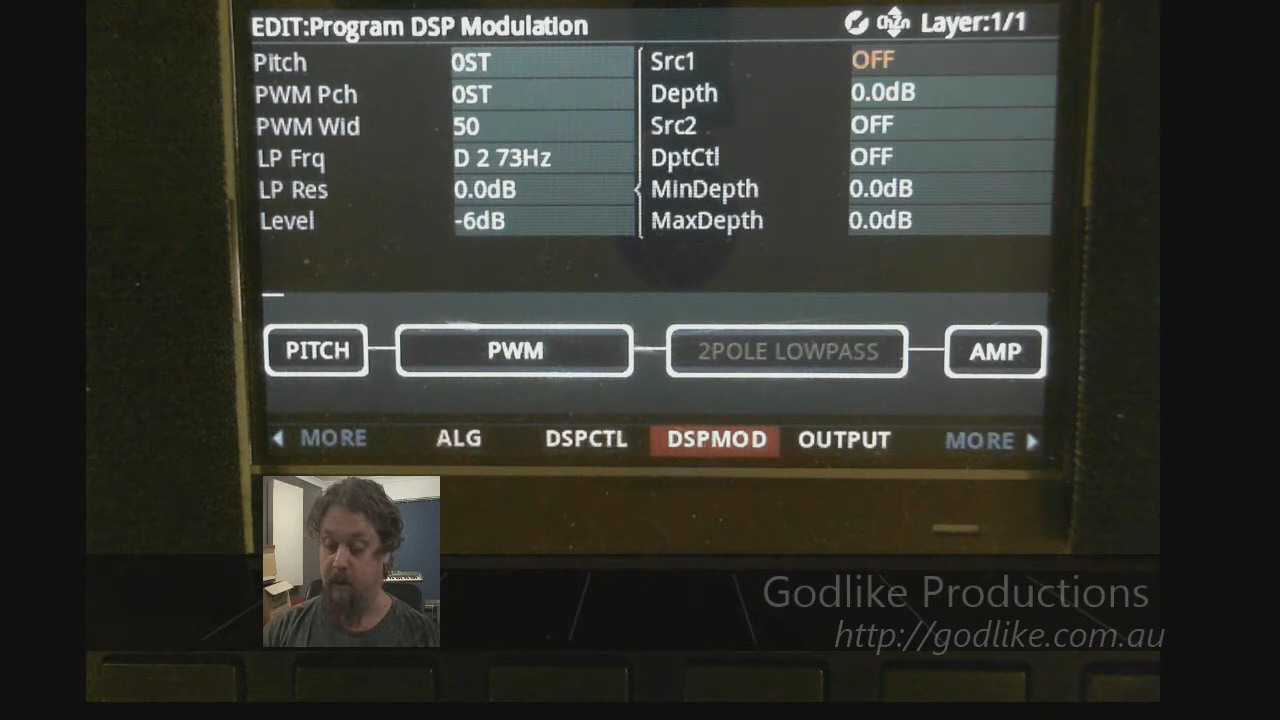 EDIT:Program DSP Modulation Layer:1/1
Pitch 0ST Src1 OFF
PWM Pch 0ST Depth 0.0dB
PWM Wid 50 Src2 OFF
LP Frq D 2 73Hz DptCtl OFF
LP Res 0.0dB MinDepth 0.0dB
Level -6dB MaxDepth 0.0dB
PITCH PWM 2POLE LOWPASS AMP
MORE ALG DSPCTL DSPMOD OUTPUT MORE
Godlike Productions
http://godlike.com.au